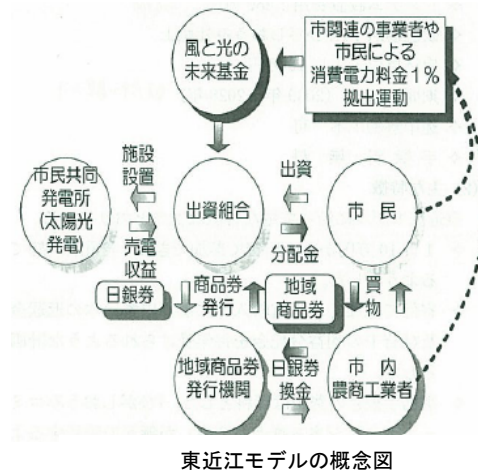 風と光の
未来基金
市関連の事業者や
市民による
消費電力料金1%
拠出運動
市民共同
発電所
(太陽光
発電)
施設
設置
売電
収益
出資組合
出資
分配金
市民
日銀券
商品券
発行
地域
商品券
買
物
地域商品券
発行機関
日銀券
換金
市内
農商工業者
東近江モデルの概念図